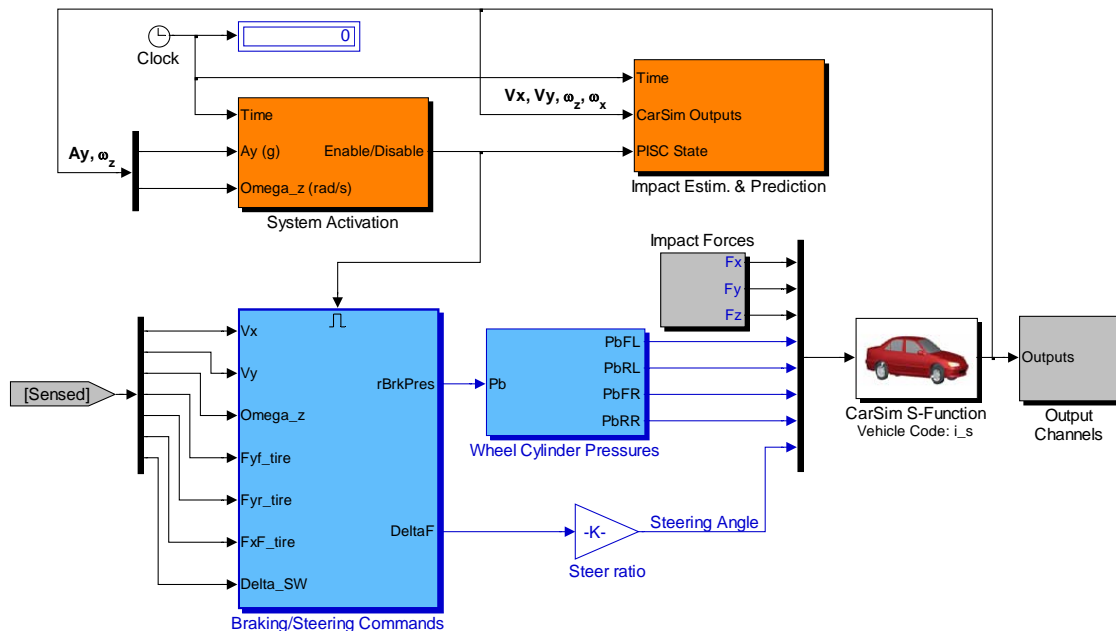 0
Clock
Time
Vx, Vy, ωz, ωx
CarSim Outputs
PISC State
Impact Estim. & Prediction
Ay, ωz
Time
Ay (g)
Enable/Disable
Omega_z (rad/s)
System Activation
Impact Forces
Fx
Fy
Fz
Vx
Vy
Omega_z
Fyf_tire
Fyr_tire
FxF_tire
Delta_SW
rBrkPres
DeltaF
Braking/Steering Commands
[Sensed]
Pb
PbFL
PbRL
PbFR
PbRR
Wheel Cylinder Pressures
-K-
Steer ratio
Steering Angle
CarSim S-Function
Vehicle Code: i_s
Outputs
Output
Channels